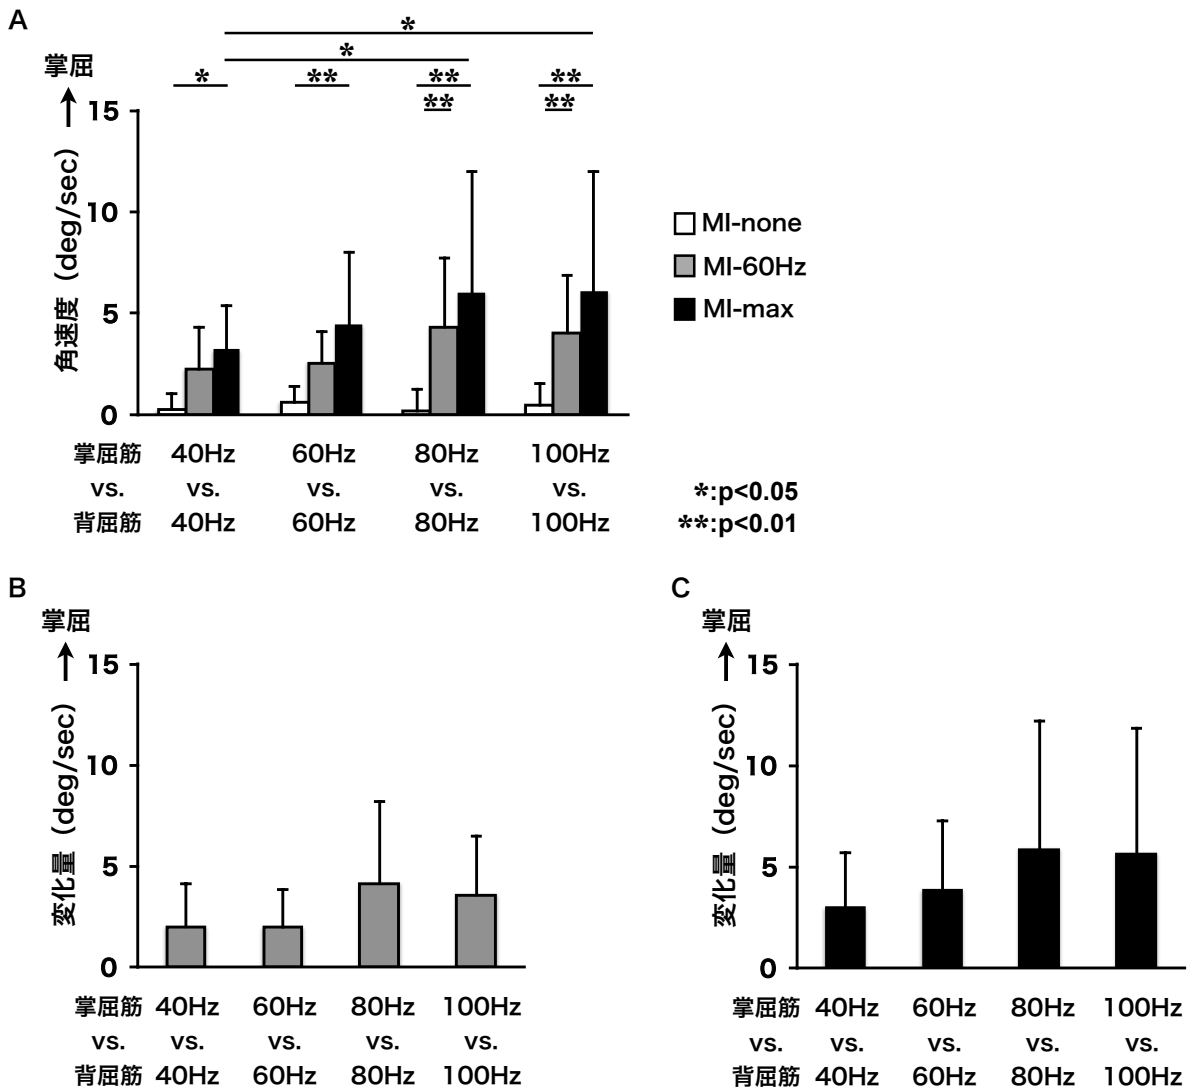 A
*
*
掌屈
* ** ** **
** **
15
10
5
0
角速度（deg/sec）
MI-none
MI-60Hz
MI-max
掌屈筋 40Hz 60Hz 80Hz 100Hz
vs. vs. vs. vs. vs.
背屈筋 40Hz 60Hz 80Hz 100Hz
*:p<0.05
**:p<0.01
B
掌屈
15
10
5
0
変化量（deg/sec）
掌屈筋 40Hz 60Hz 80Hz 100Hz
vs. vs. vs. vs. vs.
背屈筋 40Hz 60Hz 80Hz 100Hz
C
掌屈
15
10
5
0
変化量（deg/sec）
掌屈筋 40Hz 60Hz 80Hz 100Hz
vs. vs. vs. vs. vs.
背屈筋 40Hz 60Hz 80Hz 100Hz